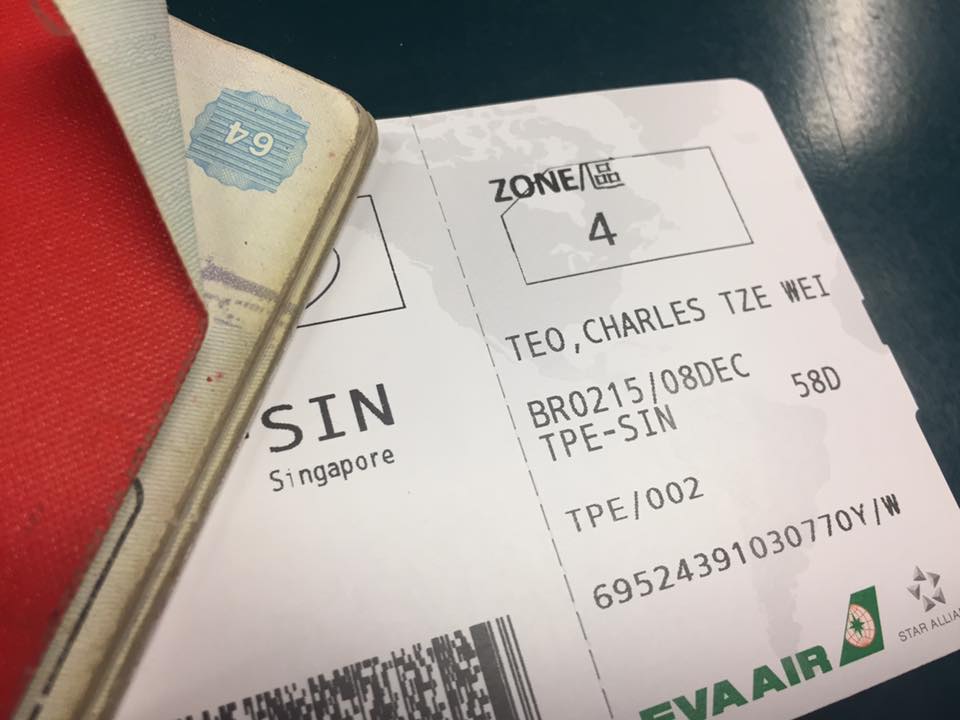 64
SIN
Singapore
ZONE/區
4
TEO,CHARLES TZE WEI
BR0215/08DEC 58D
TPE-SIN
TPE/002
6952439103077OY/W
EVA AIR
STAR